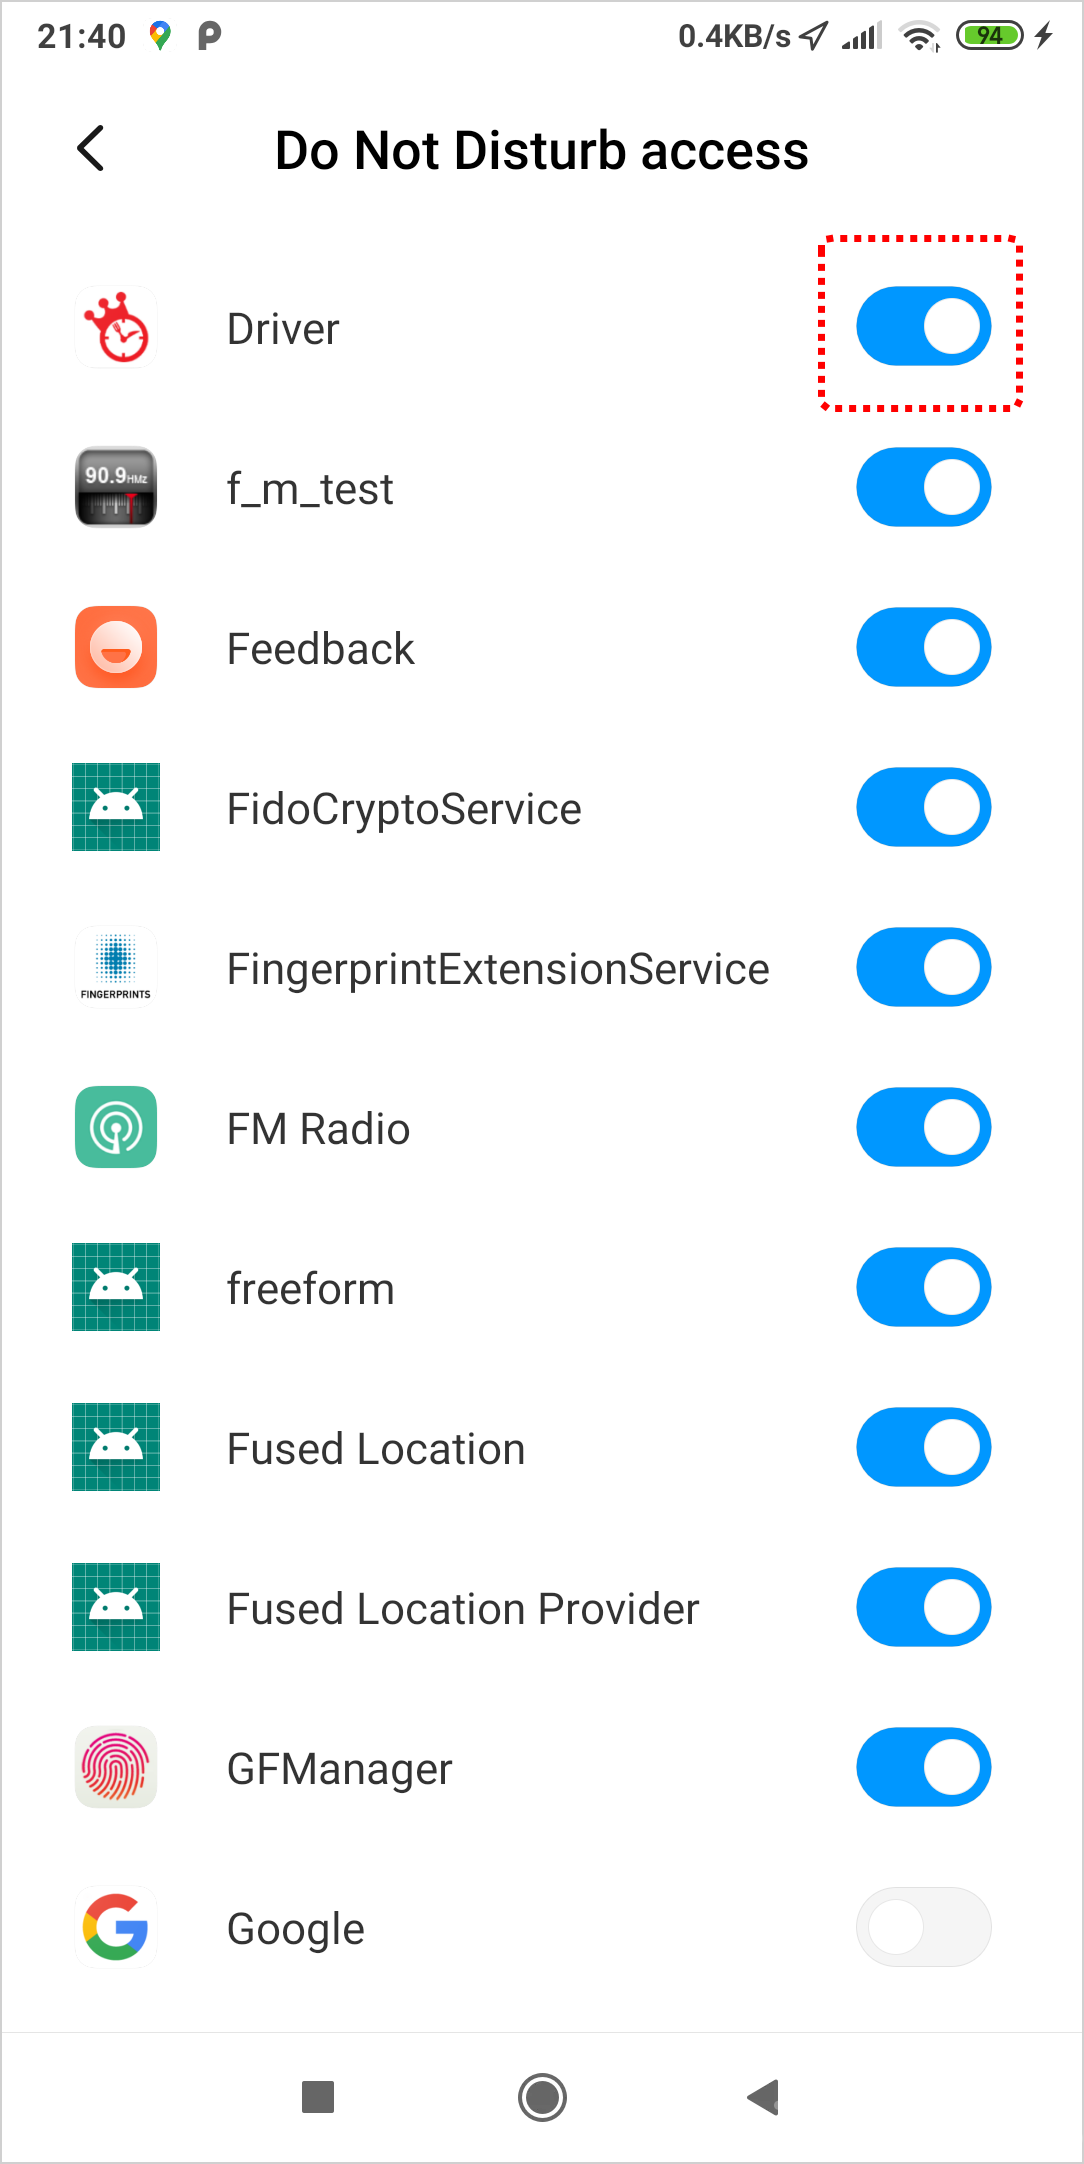 21:40 0.4KB/s 94
Do Not Disturb access
Driver
90.9HMz
f_m_test
Feedback
FidoCryptoService
FINGERPRINTS
FingerprintExtensionService
FM Radio
freeform
Fused Location
Fused Location Provider
GFManager
Google